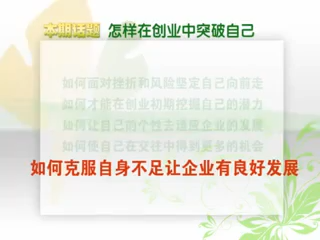 本期话题 怎样在创业中突破自己
如何面对挫折和风险坚定自己向前走
如何才能在创业初期挖掘自己的潜力
如何让自己的个性去适应企业的发展
如何使自己在交往中得到更多的机会
如何克服自身不足让企业有良好发展